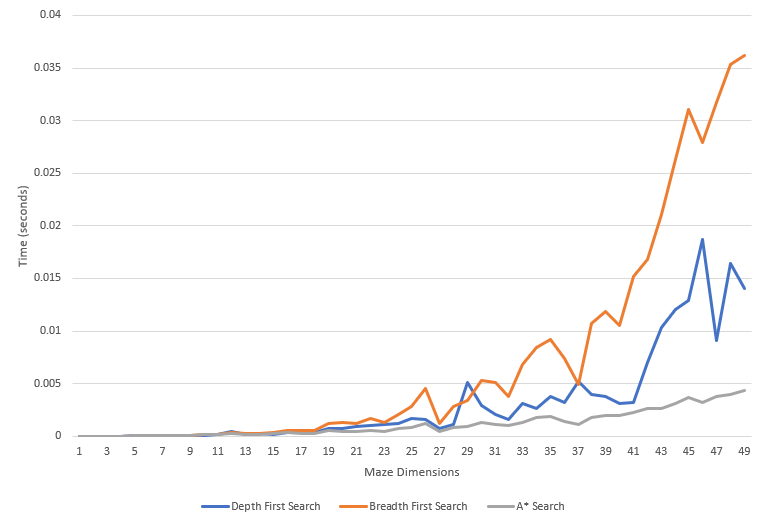 0.04
0.035
0.03
0.025
0.02
0.015
0.01
0.005
0
Time (seconds)
1 3 5 7 9 11 13 15 17 19 21 23 25 27 29 31 33 35 37 39 41 43 45 47 49
Maze Dimensions
Depth First Search Breadth First Search A* Search